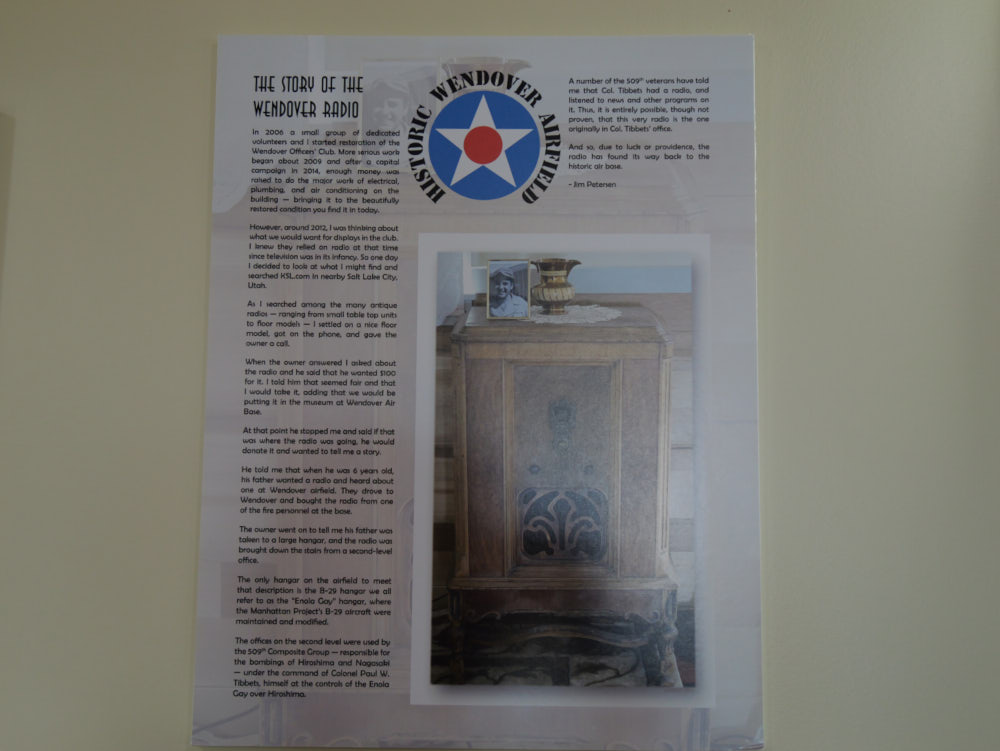 THE STORY OF THE
WENDOVER RADIO
In 2006 a small group of dedicated
volunteers and I started restoration of the
Wendover Officers' Club. More serious work
began about 2009 and after a capital
campaign in 2014, enough money was
raised to do the major work of electrical,
plumbing, and air conditioning on the
building — bringing it to the beautifully
restored condition you find it in today.
However, around 2012, I was thinking about
what we would want for displays in the club.
I knew they relied on radio at that time
since television was in its infancy. So one day
I decided to look at what I might find and
searched KSL.com in nearby Salt Lake City,
Utah.
As I searched among the many antique
radios — ranging from small table top units
to floor models — I settled on a nice floor
model, got on the phone, and gave the
owner a call.
When the owner answered I asked about
the radio and he said that he wanted $100
for it. I told him that seemed fair and that
I would take it, adding that we would be
putting it in the museum at Wendover Air
Base.
At that point he stopped me and said if that
was where the radio was going, he would
donate it and wanted to tell me a story.
He told me that when he was 6 years old,
his father wanted a radio and heard about
one at Wendover airfield. They drove to
Wendover and bought the radio from one
of the fire personnel at the base.
The owner went on to tell me his father was
taken to a large hangar, and the radio was
brought down the stairs from a second-level
office.
The only hangar on the airfield to meet
that description is the B-29 hangar we all
refer to as the "Enola Gay" hangar, where
the Manhattan Project's B-29 aircraft were
maintained and modified.
The offices on the second level were used by
the 509th Composite Group — responsible for
the bombings of Hiroshima and Nagasaki
— under the command of Colonel Paul W.
Tibbets, himself at the controls of the Enola
Gay over Hiroshima.
HISTORIC WENDOVER AIRFIELD
A number of the 509th veterans have told
me that Col. Tibbets had a radio, and
listened to news and other programs on
it. Thus, it is entirely possible, though not
proven, that this very radio is the one
originally in Col. Tibbets' office.
And so, due to luck or providence, the
radio has found its way back to the
historic air base.
- Jim Petersen